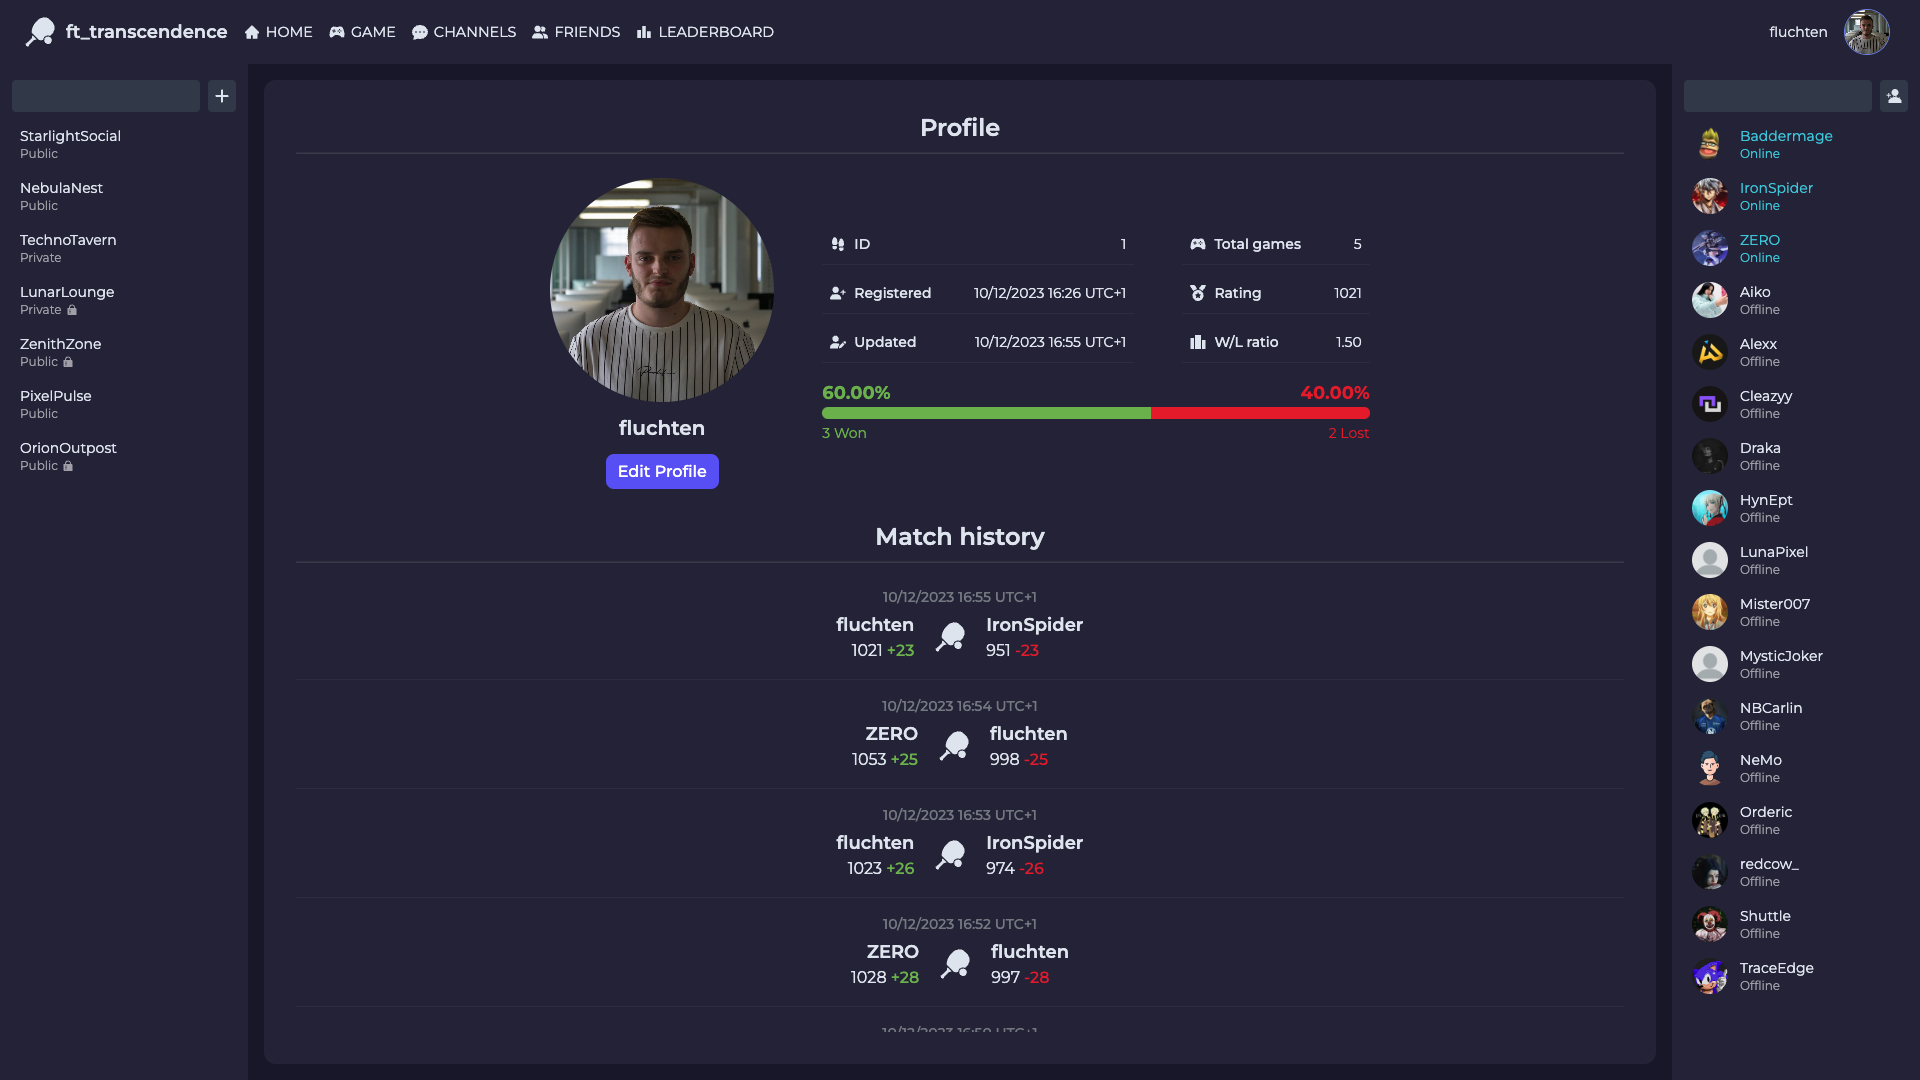 ft_transcendence HOME GAME CHANNELS FRIENDS LEADERBOARD fluchten
StarlightSocial
Public
NebulaNest
Public
TechnoTavern
Private
LunarLounge
Private
ZenithZone
Public
PixelPulse
Public
OrionOutpost
Public
Profile
fluchten
Edit Profile
ID 1
Registered 10/12/2023 16:26 UTC+1
Updated 10/12/2023 16:55 UTC+1
Total games 5
Rating 1021
W/L ratio 1.50
60.00% 40.00%
3 Won 2 Lost
Match history
10/12/2023 16:55 UTC+1
fluchten IronSpider
1021 +23 951 -23
10/12/2023 16:54 UTC+1
ZERO fluchten
1053 +25 998 -25
10/12/2023 16:53 UTC+1
fluchten IronSpider
1023 +26 974 -26
10/12/2023 16:52 UTC+1
ZERO fluchten
1028 +28 997 -28
Baddermage
Online
IronSpider
Online
ZERO
Online
Aiko
Offline
Alexx
Offline
Cleazyy
Offline
Draka
Offline
HynEpt
Offline
LunaPixel
Offline
Mister007
Offline
MysticJoker
Offline
NBCarlin
Offline
NeMo
Offline
Orderic
Offline
redcow_
Offline
Shuttle
Offline
TraceEdge
Offline